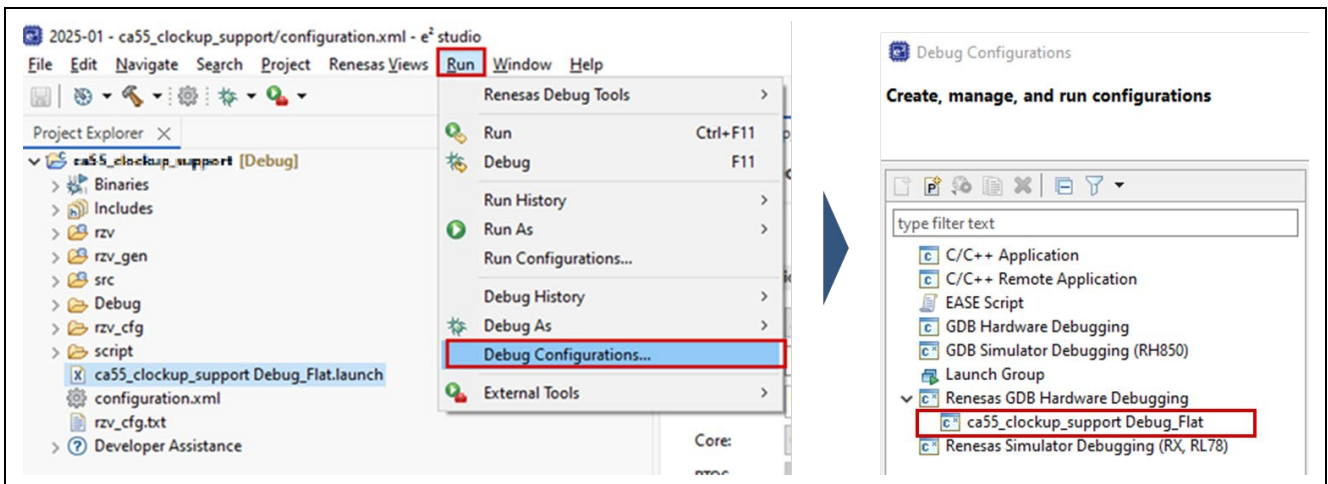 2025-01 - ca55_clockup_support/configuration.xml - e² studio
File Edit Navigate Search Project Renesas Views Run Window Help
Project Explorer
ca55_clockup_support [Debug]
Binaries
Includes
rzv
rzv_gen
src
Debug
rzv_cfg
script
ca55_clockup_support Debug_Flat.launch
configuration.xml
rzv_cfg.txt
Developer Assistance
Renesas Debug Tools
Run Ctrl+F11
Debug F11
Run History
Run As
Run Configurations...
Debug History
Debug As
Debug Configurations...
External Tools
Core:
Debug Configurations
Create, manage, and run configurations
type filter text
C/C++ Application
C/C++ Remote Application
EASE Script
GDB Hardware Debugging
GDB Simulator Debugging (RH850)
Launch Group
Renesas GDB Hardware Debugging
ca55_clockup_support Debug_Flat
Renesas Simulator Debugging (RX, RL78)